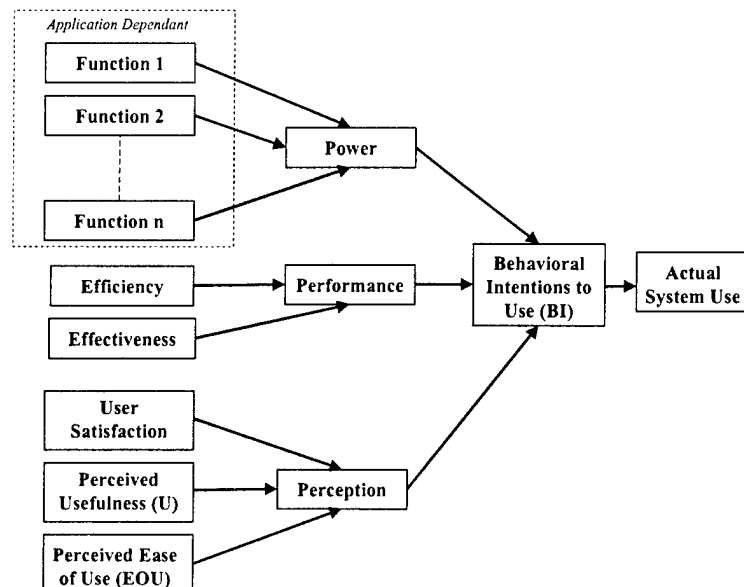 Application Dependant
Function 1
Function 2
Function n
Power
Efficiency
Effectiveness
Performance
Behavioral
Intentions to
Use (BI)
Actual
System Use
User
Satisfaction
Perceived
Usefulness (U)
Perceived Ease
of Use (EOU)
Perception